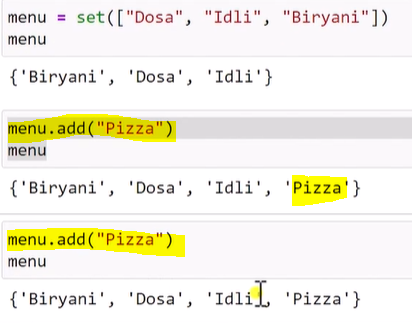 menu = set(["Dosa", "Idli", "Biryani"])
menu
{'Biryani', 'Dosa', 'Idli'}
menu.add("Pizza")
menu
{'Biryani', 'Dosa', 'Idli', 'Pizza'}
menu.add("Pizza")
menu
{'Biryani', 'Dosa', 'Idli', 'Pizza'}